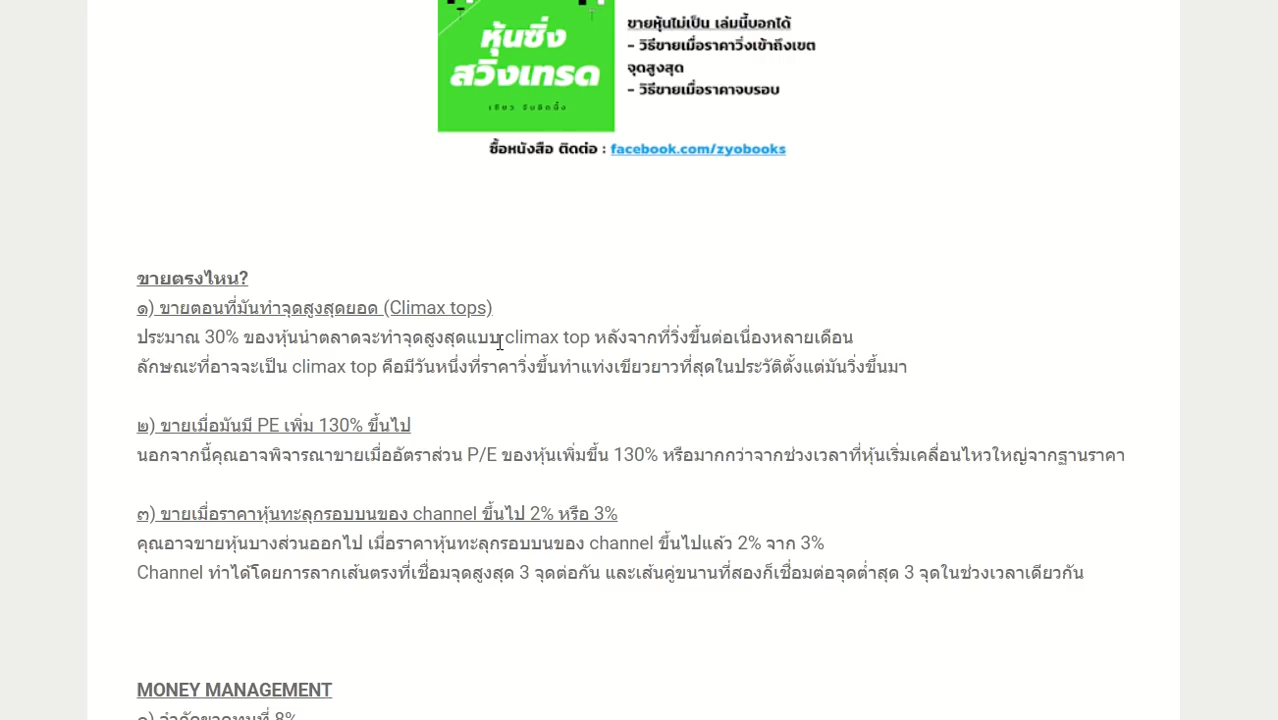 หุ้นซิ่ง
สวิงเทรด
เซียว จับอิดนึ้ง
ขายหุ้นไม่เป็น เล่มนี้บอกได้
- วิธีขายเมื่อราคาวิ่งเข้าถึงเขต
จุดสูงสุด
- วิธีขายเมื่อราคาจบรอบ
ซื้อหนังสือ ติดต่อ : facebook.com/zyobooks
ขายตรงไหน?
๑) ขายตอนที่มันทำจุดสูงสุดยอด (Climax tops)
ประมาณ 30% ของหุ้นนำตลาดจะทำจุดสูงสุดแบบ climax top หลังจากที่วิ่งขึ้นต่อเนื่องหลายเดือน
ลักษณะที่อาจจะเป็น climax top คือมีวันหนึ่งที่ราคาวิ่งขึ้นทำแท่งเขียวยาวที่สุดในประวัติตั้งแต่มันวิ่งขึ้นมา
๒) ขายเมื่อมันมี PE เพิ่ม 130% ขึ้นไป
นอกจากนี้คุณอาจพิจารณาขายเมื่ออัตราส่วน P/E ของหุ้นเพิ่มขึ้น 130% หรือมากกว่าจากช่วงเวลาที่หุ้นเริ่มเคลื่อนไหวใหญ่จากฐานราคา
๓) ขายเมื่อราคาหุ้นทะลุกรอบบนของ channel ขึ้นไป 2% หรือ 3%
คุณอาจขายหุ้นบางส่วนออกไป เมื่อราคาหุ้นทะลุกรอบบนของ channel ขึ้นไปแล้ว 2% จาก 3%
Channel ทำได้โดยการลากเส้นตรงที่เชื่อมจุดสูงสุด 3 จุดต่อกัน และเส้นคู่ขนานที่สองก็เชื่อมต่อจุดต่ำสุด 3 จุดในช่วงเวลาเดียวกัน
MONEY MANAGEMENT
๑) จำกัดขาดทุนที่ 8%